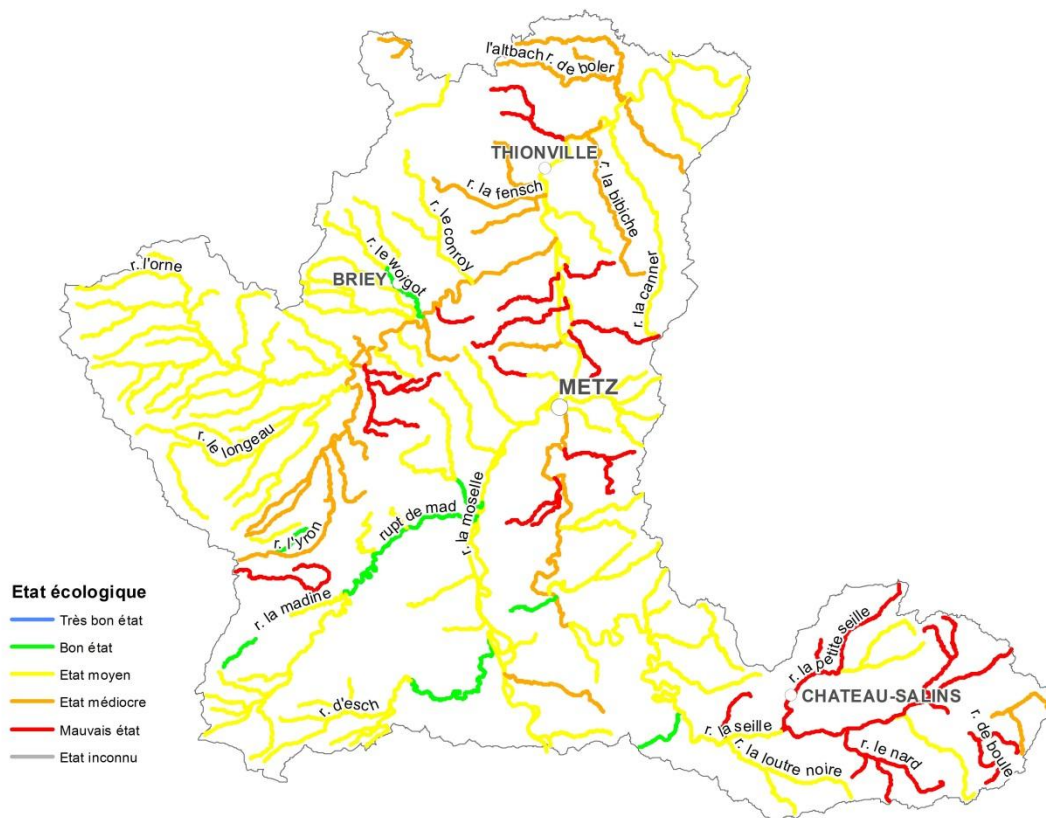 l'altbach
r. de boler
THIONVILLE
r. la fensch
r. la bibiche
r. le conroy
r. le woigot
r. l'orne
BRIEY
r. la canner
METZ
r. le longeau
rupt de mad
r. la moselle
r. l'yron
r. la madine
r. la petite seille
CHATEAU-SALINS
r. d'esch
r. la seille
r. la loutre noire
r. le nard
r. de boule
Etat écologique
Très bon état
Bon état
Etat moyen
Etat médiocre
Mauvais état
Etat inconnu